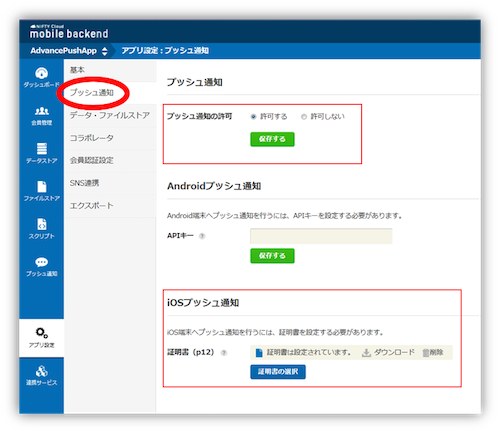 NIFTY Cloud
mobile backend
AdvancePushApp
アプリ設定：プッシュ通知
ダッシュボード
会員管理
データストア
ファイルストア
スクリプト
プッシュ通知
アプリ設定
連携サービス
基本
プッシュ通知
データ・ファイルストア
コラボレータ
会員認証設定
SNS連携
エクスポート
プッシュ通知
プッシュ通知の許可 許可する 許可しない
保存する
Androidプッシュ通知
Android端末へプッシュ通知を行うには、APIキーを設定する必要があります。
APIキー ?
保存する
iOSプッシュ通知
iOS端末へプッシュ通知を行うには、証明書を設定する必要があります。
証明書（p12） ? 証明書は設定されています。 ダウンロード 削除
証明書の選択